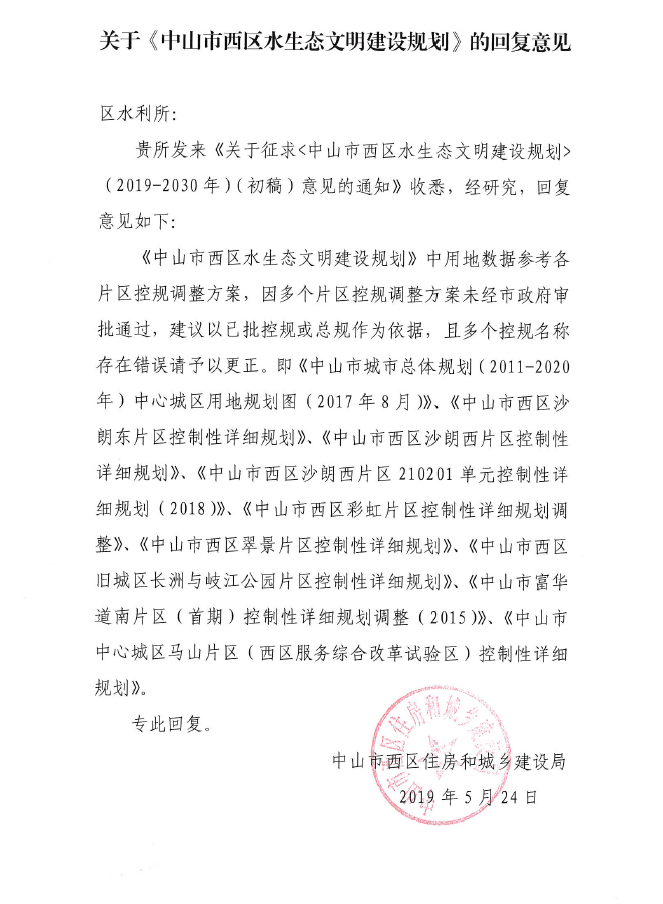 关于《中山市西区水生态文明建设规划》的回复意见
区水利所：
贵所发来《关于征求<中山市西区水生态文明建设规划>
（2019-2030年）（初稿）意见的通知》收悉，经研究，回复
意见如下：
《中山市西区水生态文明建设规划》中用地数据参考各
片区控规调整方案，因多个片区控规调整方案未经市政府审
批通过，建议以已批控规或总规作为依据，且多个控规名称
存在错误请予以更正。即《中山市城市总体规划（2011-2020
年）中心城区用地规划图（2017年8月）》、《中山市西区沙
朗东片区控制性详细规划》、《中山市西区沙朗西片区控制性
详细规划》、《中山市西区沙朗西片区210201单元控制性详
细规划（2018）》、《中山市西区彩虹片区控制性详细规划调
整》、《中山市西区翠景片区控制性详细规划》、《中山市西区
旧城区长洲与岐江公园片区控制性详细规划》、《中山市富华
道南片区（首期）控制性详细规划调整（2015）》、《中山市
中心城区马山片区（西区服务综合改革试验区）控制性详细
规划》。
专此回复。
中山市西区住房和城乡建设局
2019年5月24日
中山市西区住房和城乡建设局